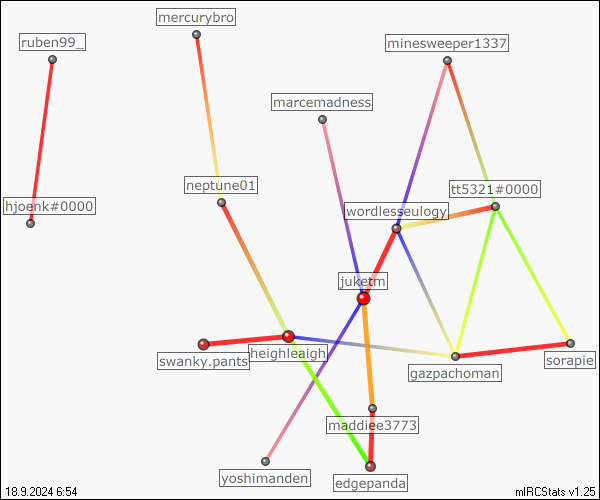 mercurybro
ruben99_
minesweeper1337
marcemadness
neptune01
tt5321#0000
hjoenk#0000
wordlesseulogy
juketm
heighleaigh
swanky.pants
sorapie
gazpachoman
maddiee3773
yoshimanden
edgepanda
18.9.2024 6:54
mIRCStats v1.25